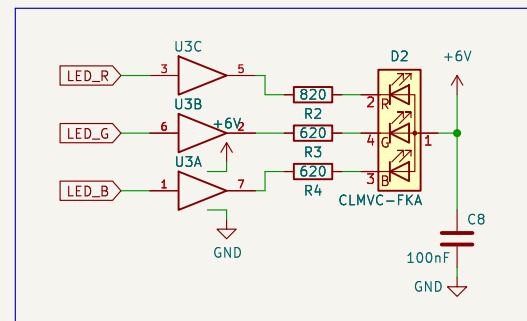 U3C
D2
+6V
LED_R
3
5
820
2
R
R2
U3B
LED_G
6
+6V
2
620
4
G
1
R3
U3A
LED_B
1
7
620
3
B
R4
CLMVC-FKA
C8
100nF
GND
GND